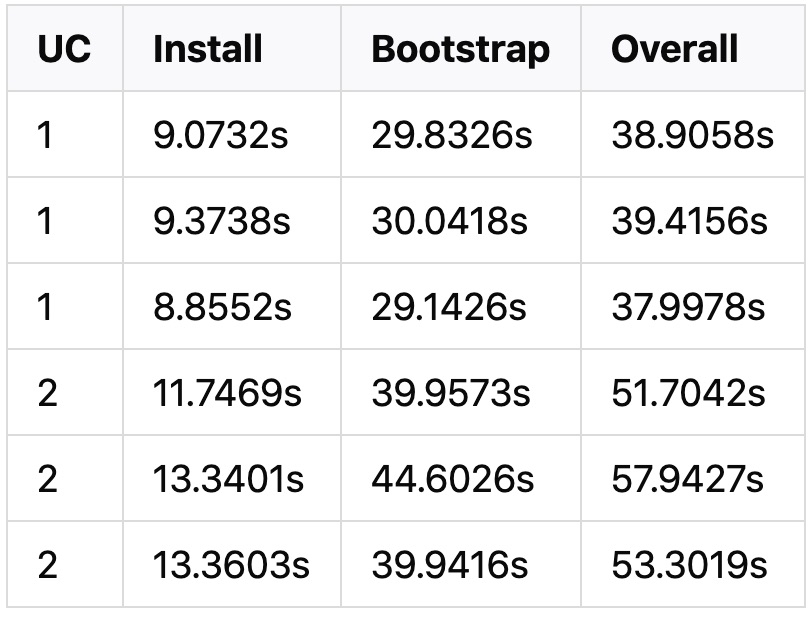 UC Install Bootstrap Overall
1 9.0732s 29.8326s 38.9058s
1 9.3738s 30.0418s 39.4156s
1 8.8552s 29.1426s 37.9978s
2 11.7469s 39.9573s 51.7042s
2 13.3401s 44.6026s 57.9427s
2 13.3603s 39.9416s 53.3019s